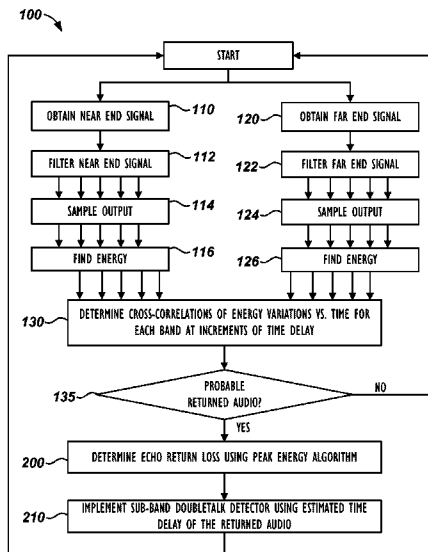 100
START
OBTAIN NEAR END SIGNAL
110
120
OBTAIN FAR END SIGNAL
FILTER NEAR END SIGNAL
112
122
FILTER FAR END SIGNAL
SAMPLE OUTPUT
114
124
SAMPLE OUTPUT
FIND ENERGY
116
126
FIND ENERGY
130
DETERMINE CROSS-CORRELATIONS OF ENERGY VARIATIONS VS. TIME FOR
EACH BAND AT INCREMENTS OF TIME DELAY
135
PROBABLE
RETURNED AUDIO?
NO
YES
200
DETERMINE ECHO RETURN LOSS USING PEAK ENERGY ALGORITHM
210
IMPLEMENT SUB-BAND DOUBLETALK DETECTOR USING ESTIMATED TIME
DELAY OF THE RETURNED AUDIO